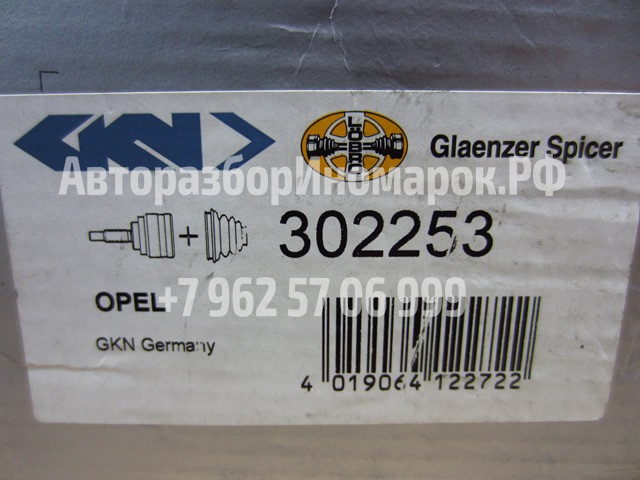 GKN LÖBRO Glaenzer Spicer
АвторазборИномарок.РФ
+ 302253
OPEL +7 962 57 06 999
GKN Germany
4 019064 122722